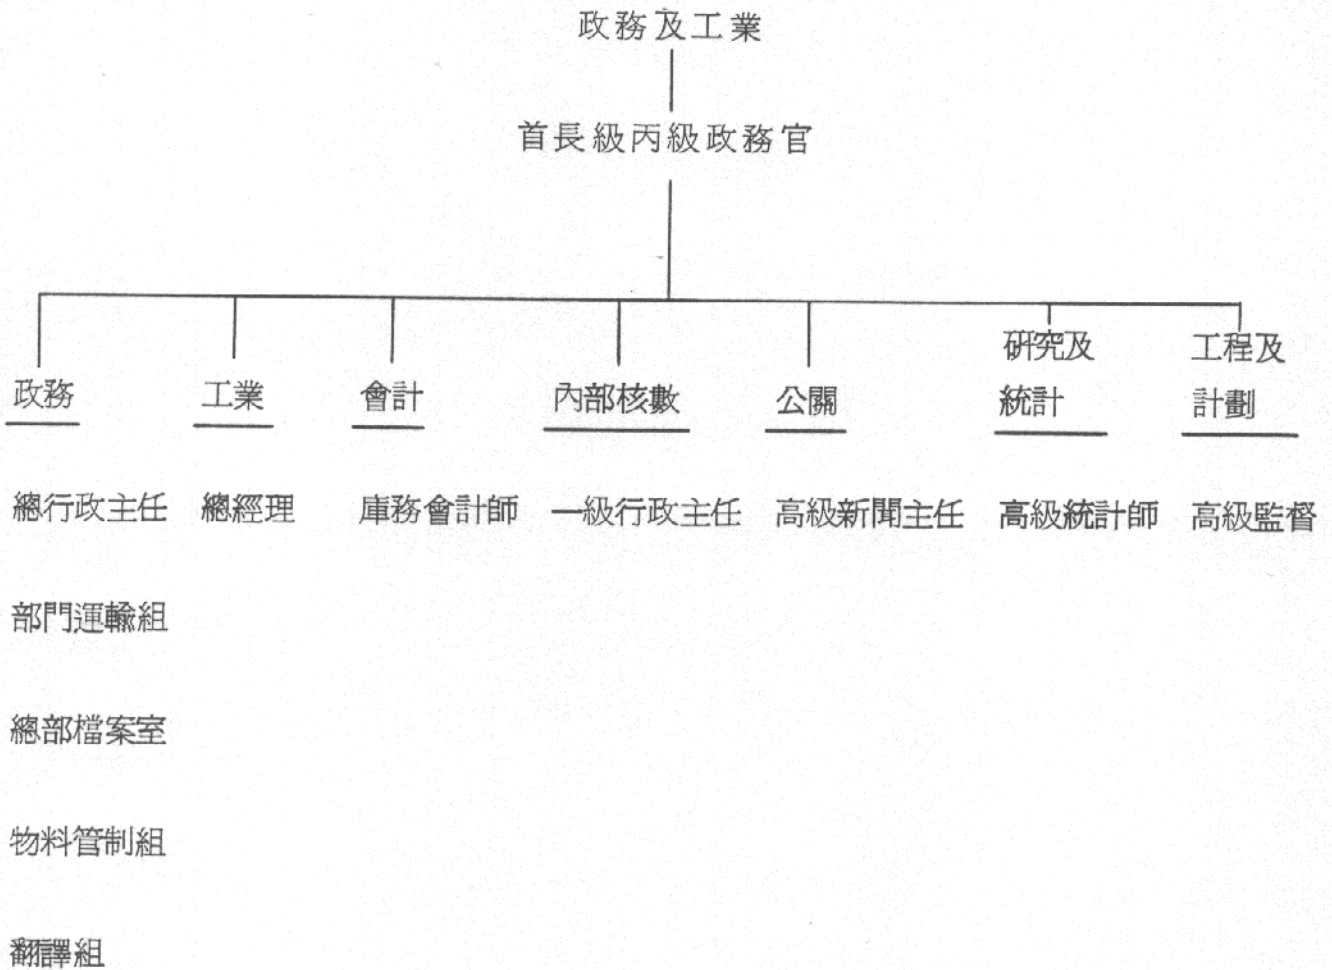 政務及工業
首長級丙級政務官
政務
工業
會計
內部核數
公關
研究及
統計
工程及
計劃
總行政主任
總經理
庫務會計師
一級行政主任
高級新聞主任
高級統計師
高級監督
部門運輸組
總部檔案室
物料管制組
翻譯組